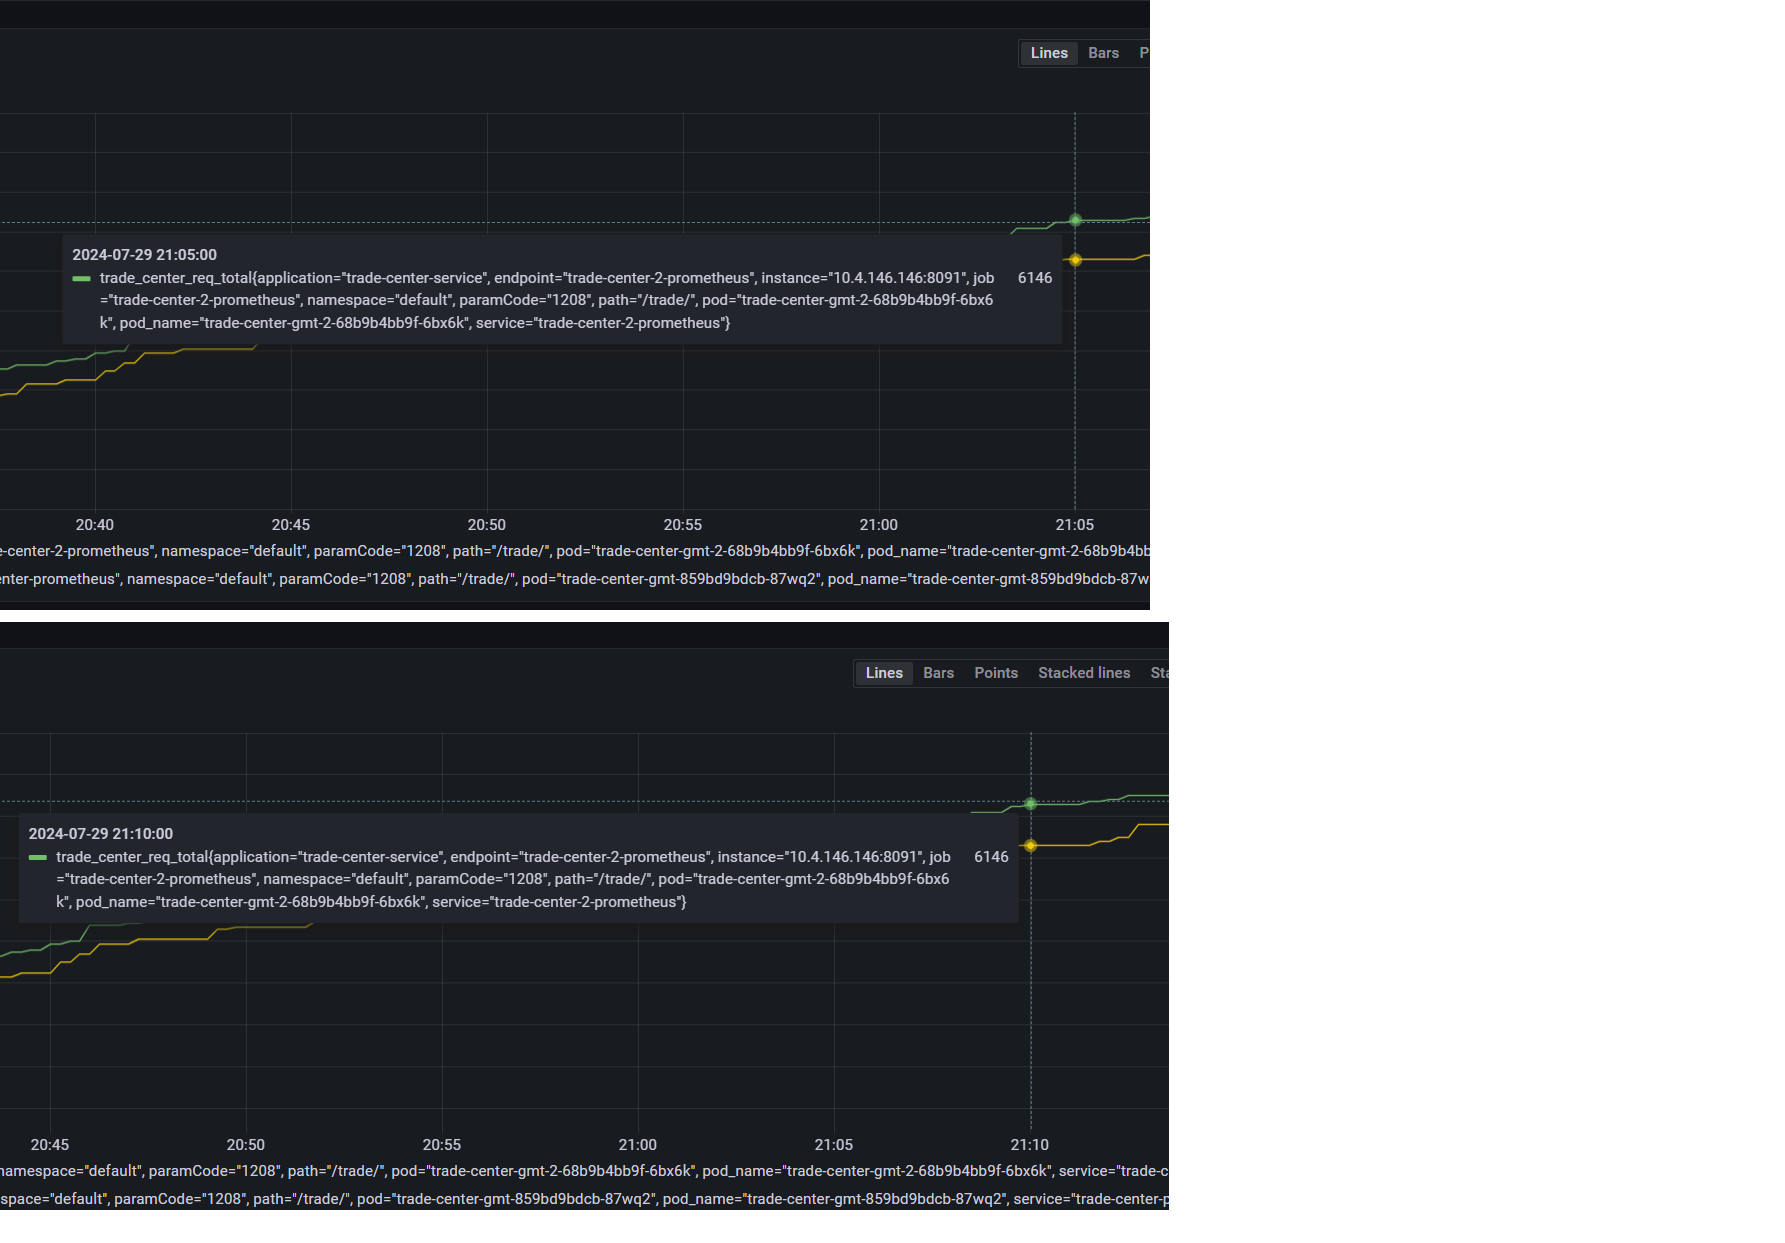 Lines Bars P
2024-07-29 21:05:00
trade_center_req_total{application="trade-center-service", endpoint="trade-center-2-prometheus", instance="10.4.146.146:8091", job 6146
="trade-center-2-prometheus", namespace="default", paramCode="1208", path="/trade/", pod="trade-center-gmt-2-68b9b4bb9f-6bx6
k", pod_name="trade-center-gmt-2-68b9b4bb9f-6bx6k", service="trade-center-2-prometheus"}
20:40 20:45 20:50 20:55 21:00 21:05
e-center-2-prometheus", namespace="default", paramCode="1208", path="/trade/", pod="trade-center-gmt-2-68b9b4bb9f-6bx6k", pod_name="trade-center-gmt-2-68b9b4bb
enter-prometheus", namespace="default", paramCode="1208", path="/trade/", pod="trade-center-gmt-859bd9bdcb-87wq2", pod_name="trade-center-gmt-859bd9bdcb-87w
Lines Bars Points Stacked lines Sta
2024-07-29 21:10:00
trade_center_req_total{application="trade-center-service", endpoint="trade-center-2-prometheus", instance="10.4.146.146:8091", job 6146
="trade-center-2-prometheus", namespace="default", paramCode="1208", path="/trade/", pod="trade-center-gmt-2-68b9b4bb9f-6bx6
k", pod_name="trade-center-gmt-2-68b9b4bb9f-6bx6k", service="trade-center-2-prometheus"}
20:45 20:50 20:55 21:00 21:05 21:10
namespace="default", paramCode="1208", path="/trade/", pod="trade-center-gmt-2-68b9b4bb9f-6bx6k", pod_name="trade-center-gmt-2-68b9b4bb9f-6bx6k", service="trade-c
space="default", paramCode="1208", path="/trade/", pod="trade-center-gmt-859bd9bdcb-87wq2", pod_name="trade-center-gmt-859bd9bdcb-87wq2", service="trade-center-p